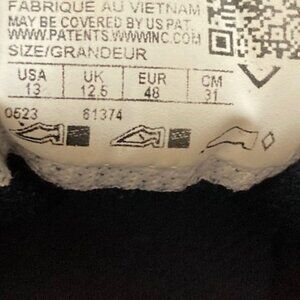 FABRIQUE AU VIETNAM
MAY BE COVERED BY US PAT.
WWW.PATENTS.WWWINC.COM
SIZE/GRANDEUR
USA UK EUR CM
13 12.5 48 31
0523 61374